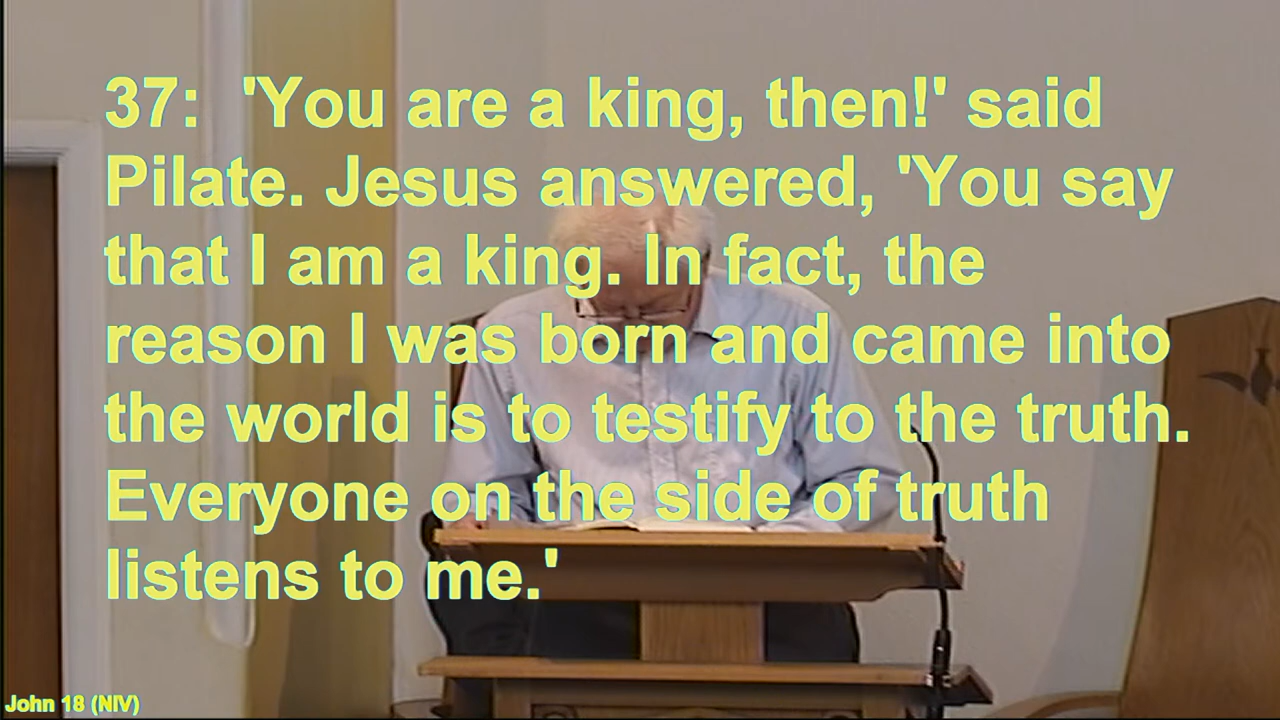 37:  'You are a king, then!' said
Pilate. Jesus answered, 'You say
that I am a king. In fact, the
reason I was born and came into
the world is to testify to the truth.
Everyone on the side of truth
listens to me.'
John 18 (NIV)